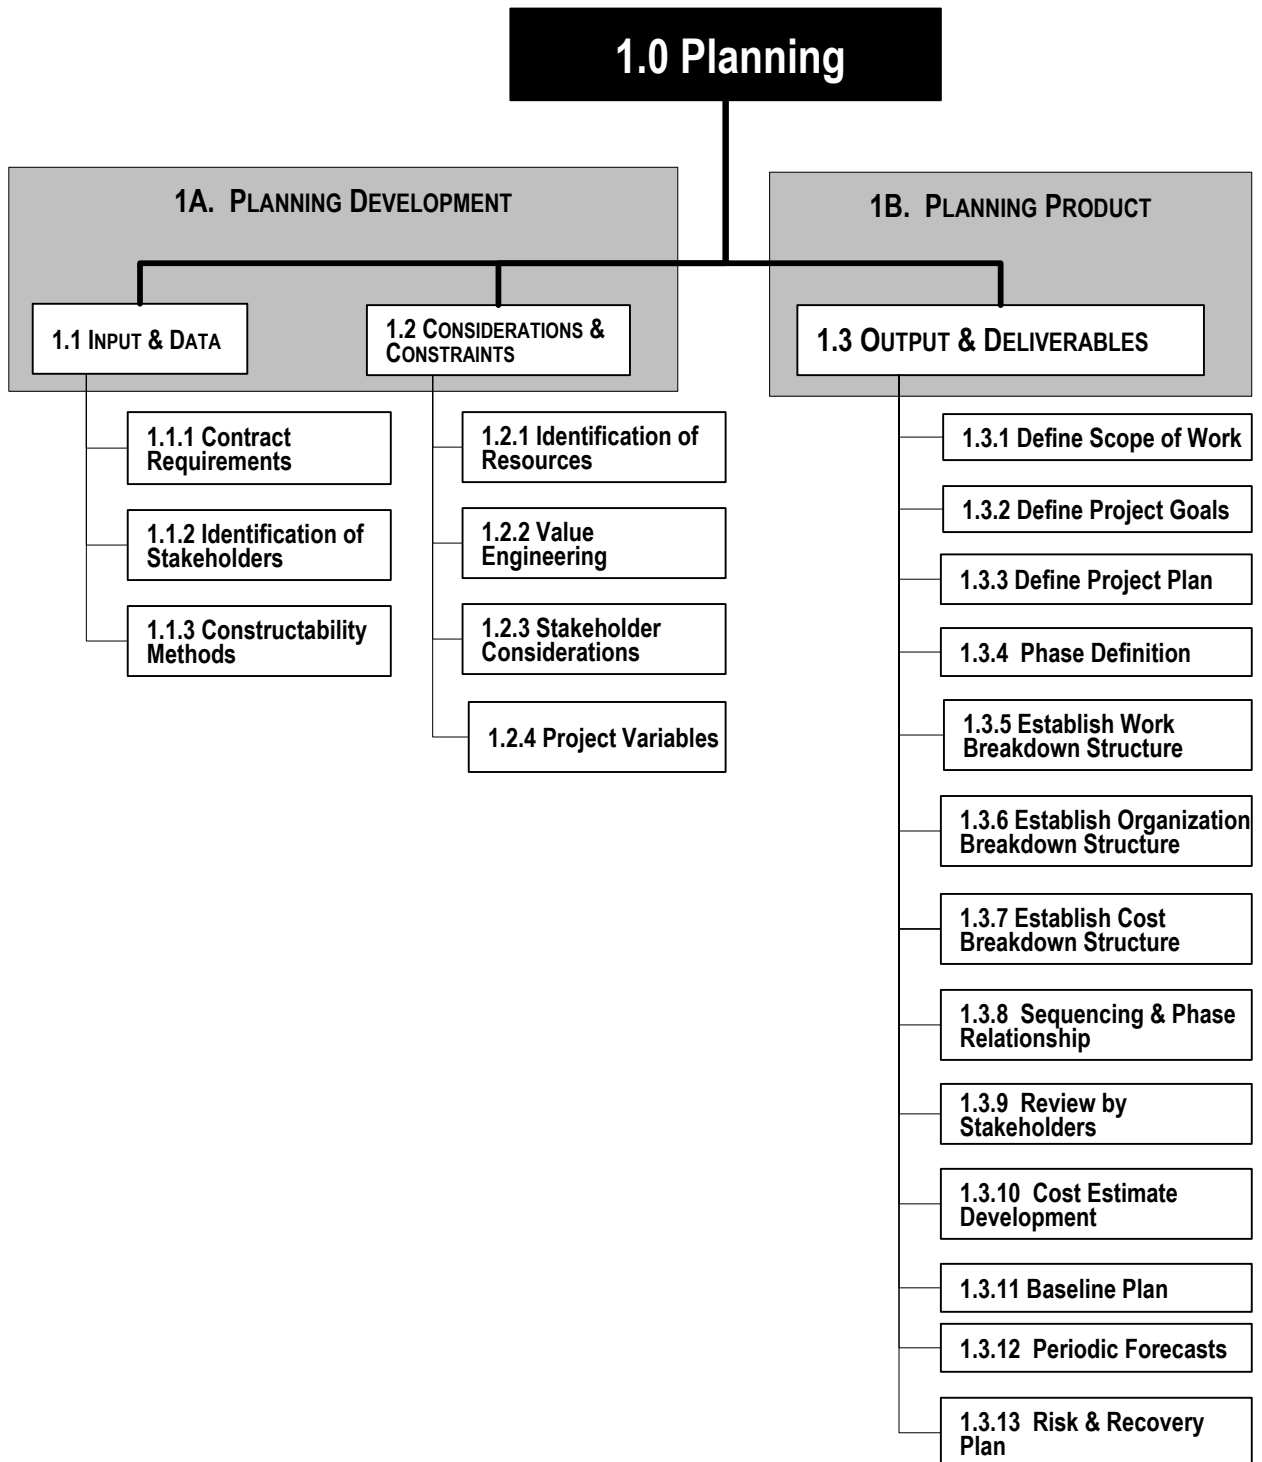 1.0 Planning
1A. PLANNING DEVELOPMENT
1.1 INPUT & DATA
1.2 CONSIDERATIONS &
CONSTRAINTS
1.1.1 Contract
Requirements
1.1.2 Identification of
Stakeholders
1.1.3 Constructability
Methods
1.2.1 Identification of
Resources
1.2.2 Value
Engineering
1.2.3 Stakeholder
Considerations
1.2.4 Project Variables
1B. PLANNING PRODUCT
1.3 OUTPUT & DELIVERABLES
1.3.1 Define Scope of Work
1.3.2 Define Project Goals
1.3.3 Define Project Plan
1.3.4 Phase Definition
1.3.5 Establish Work
Breakdown Structure
1.3.6 Establish Organization
Breakdown Structure
1.3.7 Establish Cost
Breakdown Structure
1.3.8 Sequencing & Phase
Relationship
1.3.9 Review by
Stakeholders
1.3.10 Cost Estimate
Development
1.3.11 Baseline Plan
1.3.12 Periodic Forecasts
1.3.13 Risk & Recovery
Plan